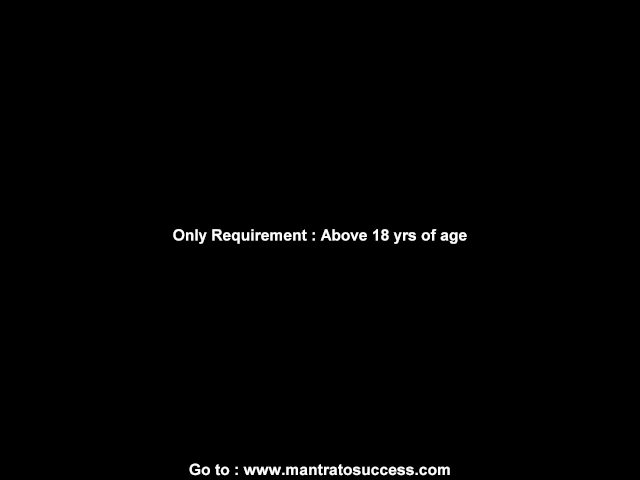 Only Requirement : Above 18 yrs of age
Go to : www.mantratosuccess.com